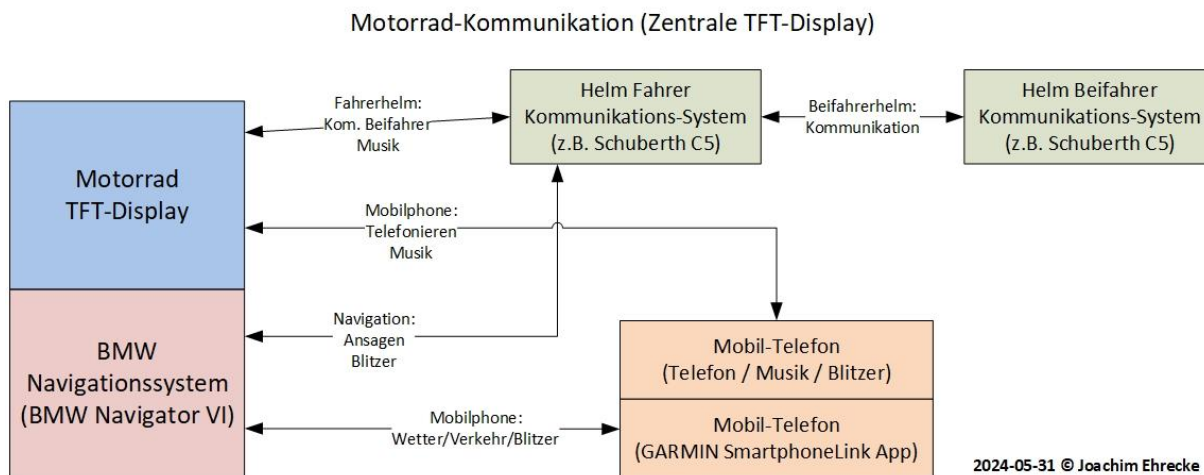 Motorrad-Kommunikation (Zentrale TFT-Display)
Motorrad
TFT-Display
BMW
Navigationssystem
(BMW Navigator VI)
Fahrerhelm:
Kom. Beifahrer
Musik
Mobilphone:
Telefonieren
Musik
Navigation:
Ansagen
Blitzer
Mobilphone:
Wetter/Verkehr/Blitzer
Helm Fahrer
Kommunikations-System
(z.B. Schuberth C5)
Beifahrerhelm:
Kommunikation
Helm Beifahrer
Kommunikations-System
(z.B. Schuberth C5)
Mobil-Telefon
(Telefon / Musik / Blitzer)
Mobil-Telefon
(GARMIN SmartphoneLink App)
2024-05-31 © Joachim Ehrecke